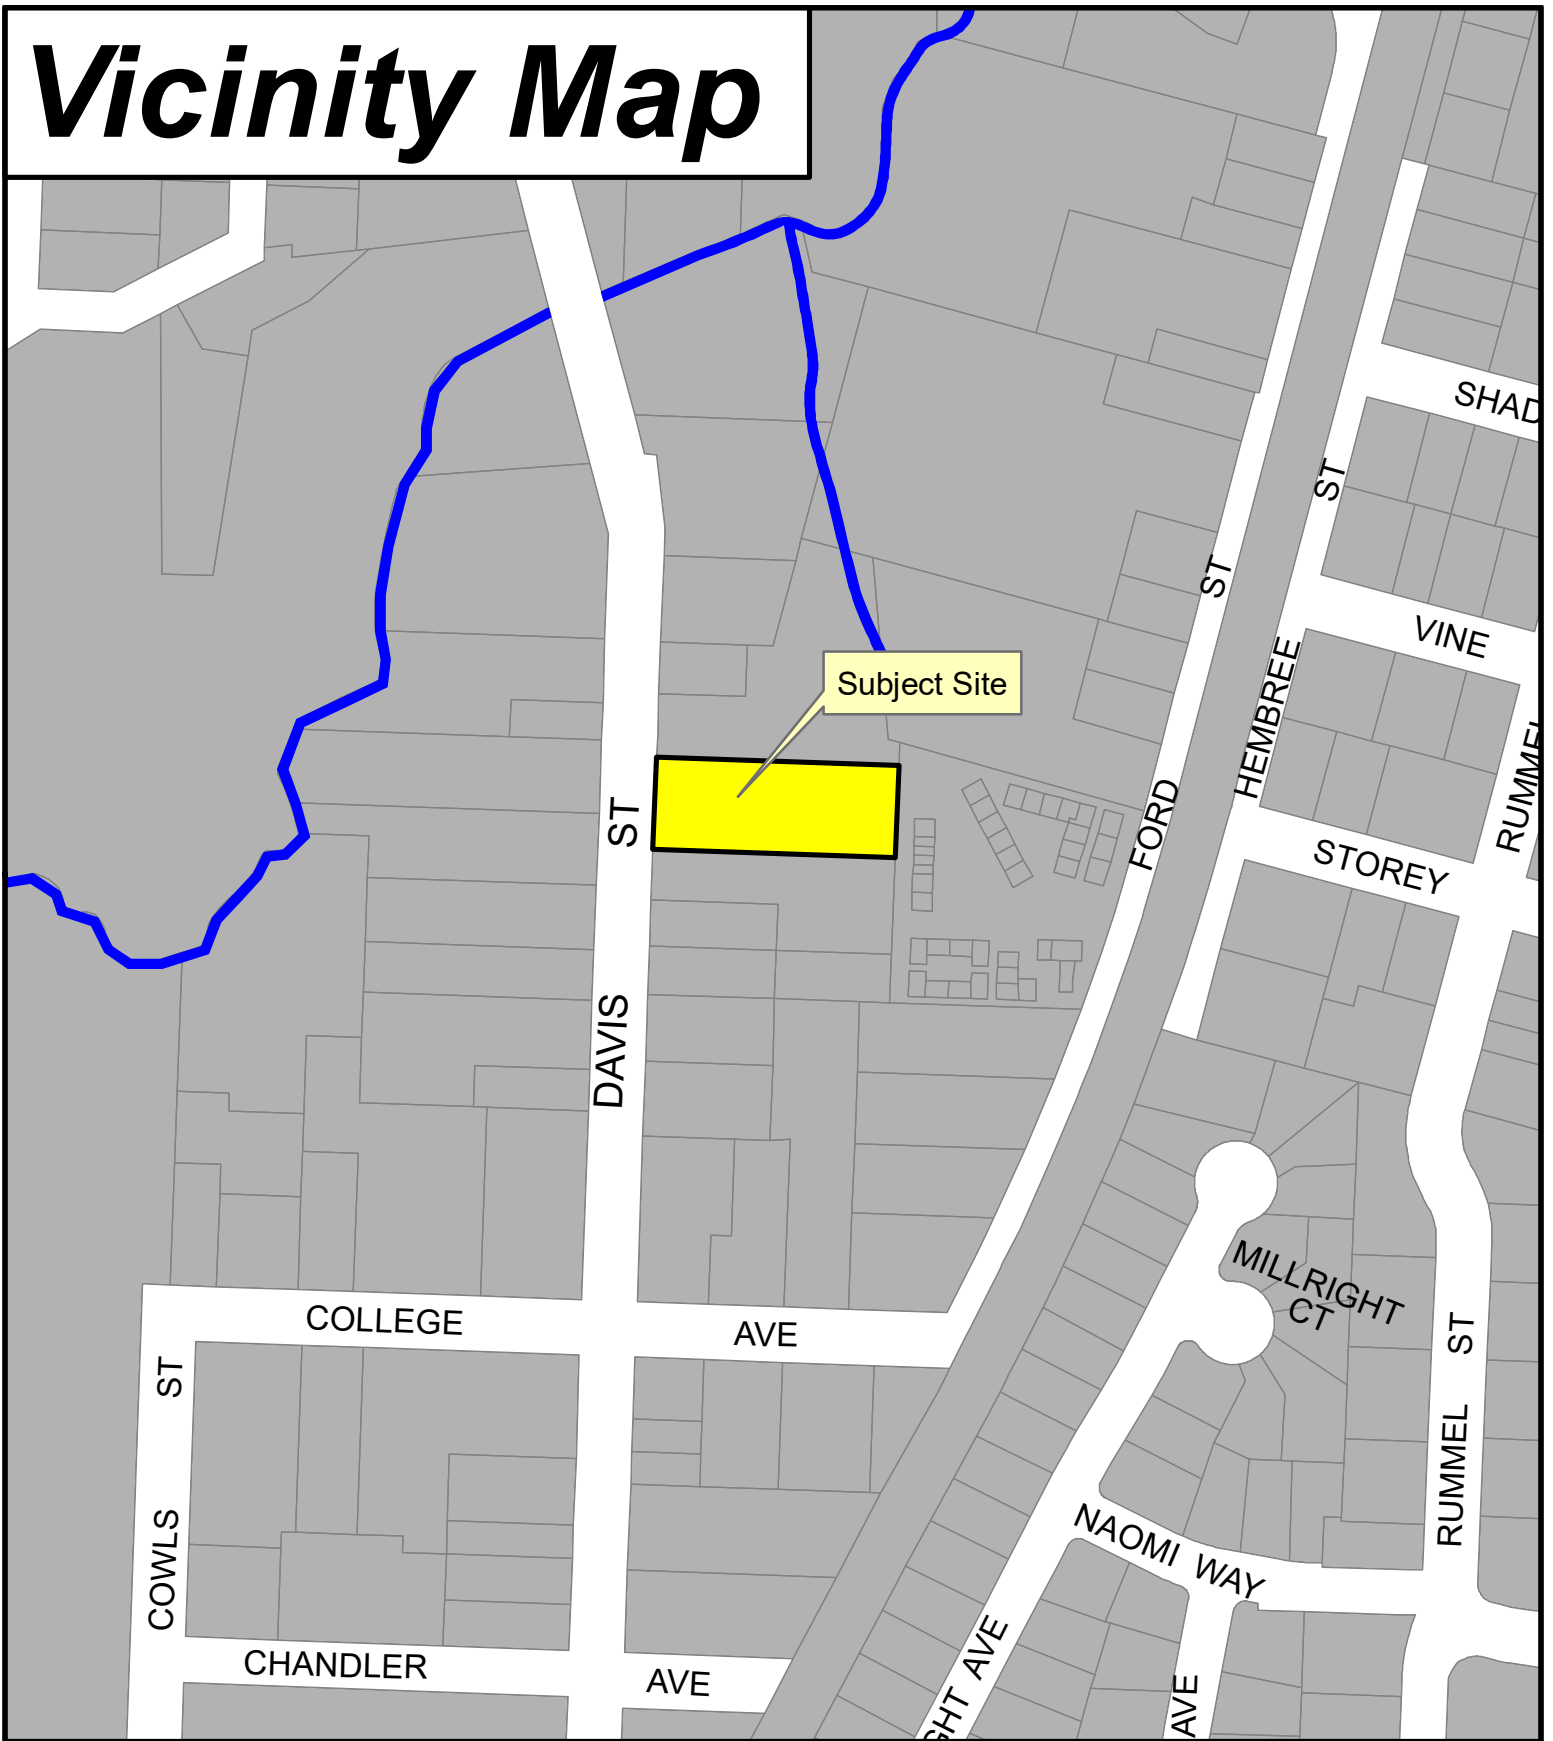 Vicinity Map
SHAD
ST
ST
VINE
HEMBREE
Subject Site
RUMMEL
ST
FORD
STOREY
DAVIS
MILLRIGHT
CT
COLLEGE
AVE
ST
ST
RUMMEL
COWLS
NAOMI WAY
CHANDLER
AVE
GHT AVE
AVE